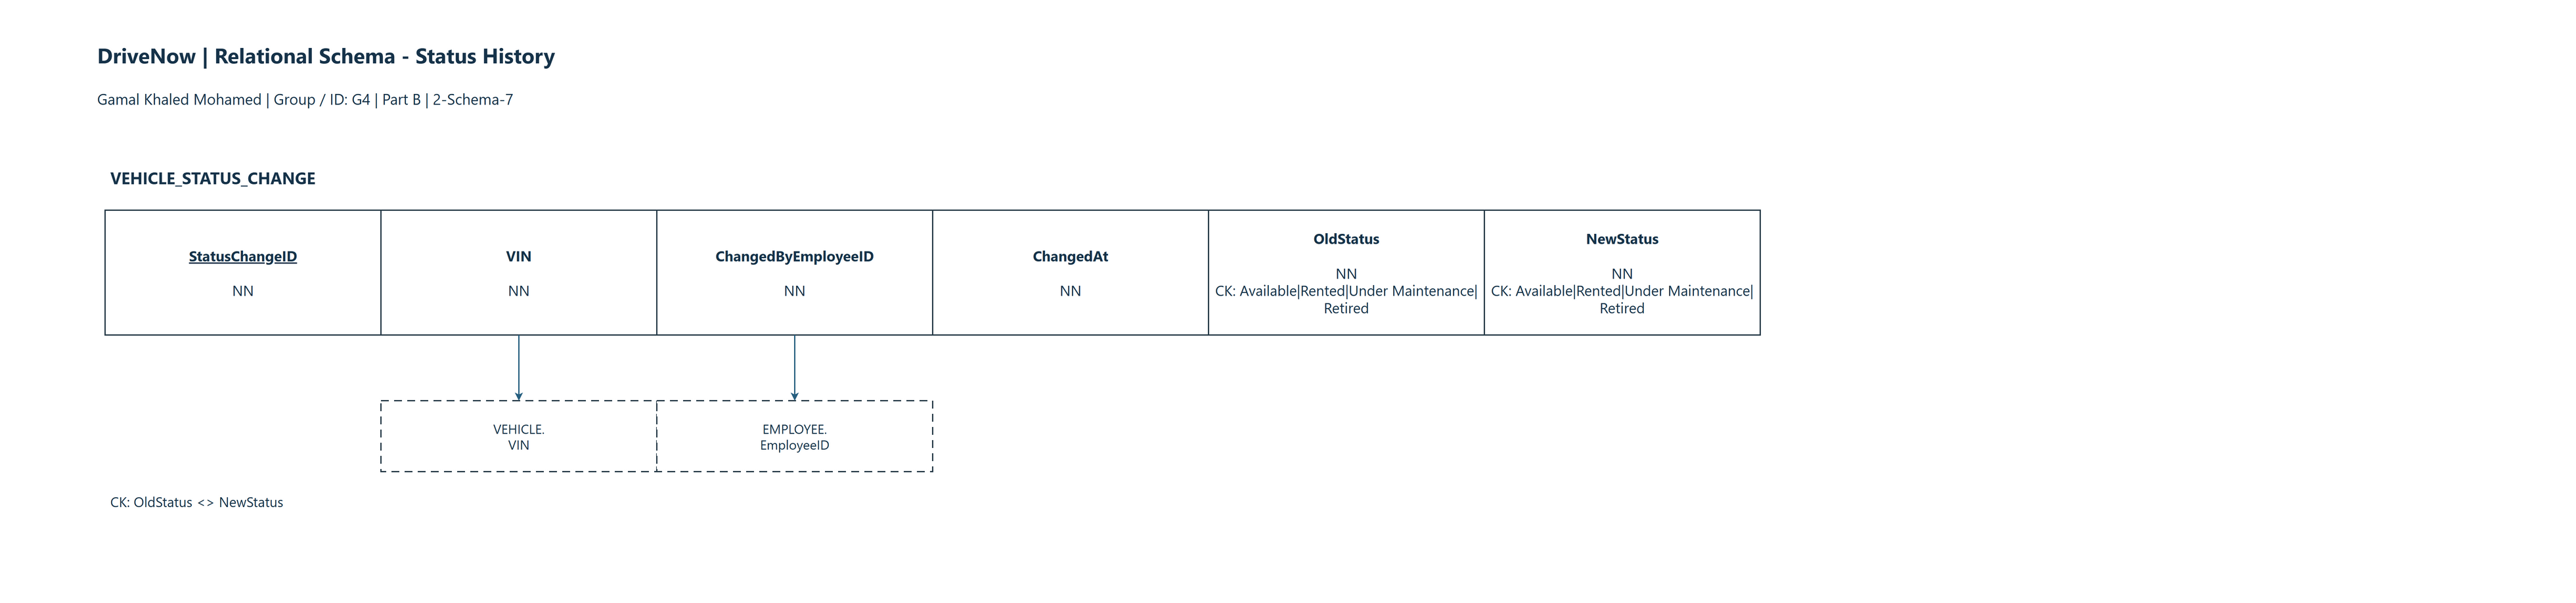 DriveNow | Relational Schema - Status History
Gamal Khaled Mohamed | Group / ID: G4 | Part B | 2-Schema-7
VEHICLE_STATUS_CHANGE
StatusChangeID
NN
VIN
NN
ChangedByEmployeeID
NN
ChangedAt
NN
OldStatus
NN
CK: Available|Rented|Under Maintenance|
Retired
NewStatus
NN
CK: Available|Rented|Under Maintenance|
Retired
VEHICLE.
VIN
EMPLOYEE.
EmployeeID
CK: OldStatus <> NewStatus